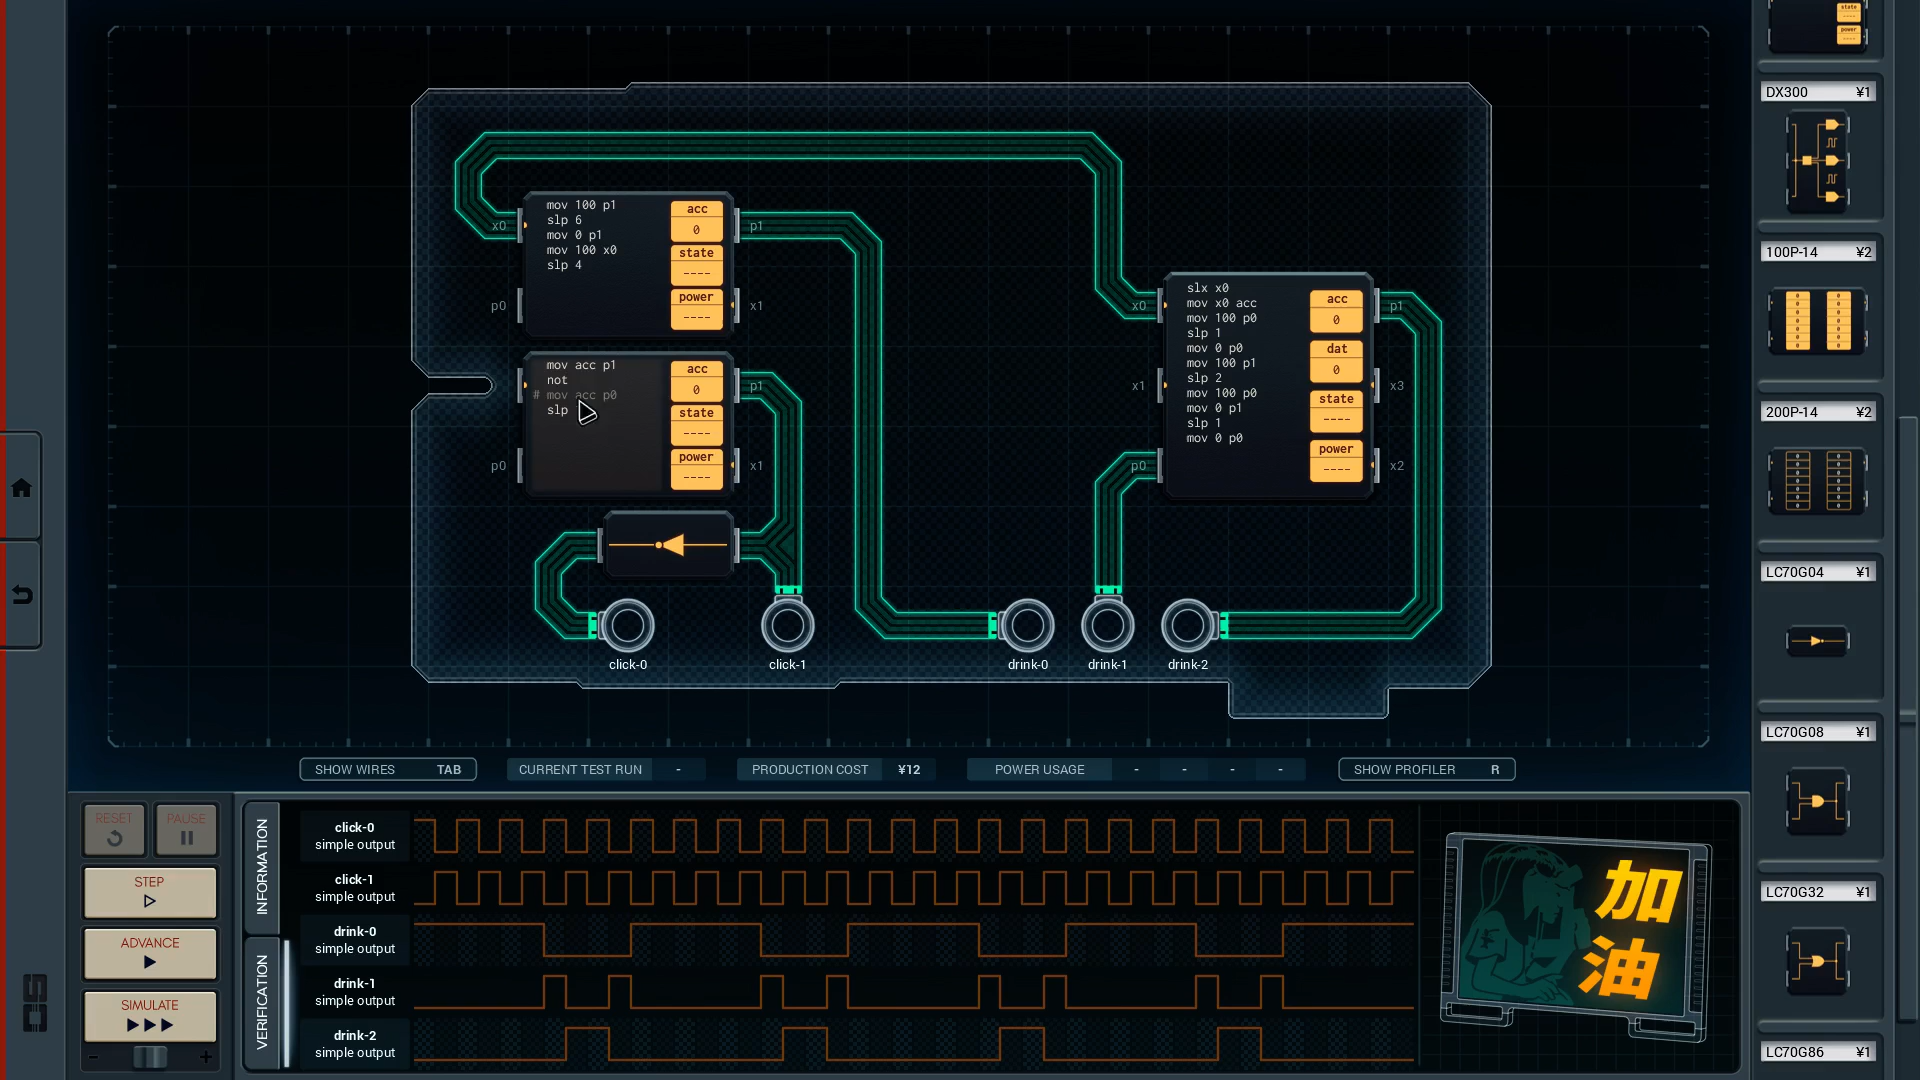 state
----
power
----
DX300 ¥1
100P-14 ¥2
200P-14 ¥2
LC70G04 ¥1
LC70G08 ¥1
LC70G32 ¥1
LC70G86 ¥1
x0
p0
mov 100 p1
slp 6
mov 0 p1
mov 100 x0
slp 4
acc
0
state
----
power
----
p1
x1
p0
mov acc p1
not
# mov acc p0
slp
acc
0
state
----
power
----
p1
x1
x0
x1
p0
slx x0
mov x0 acc
mov 100 p0
slp 1
mov 0 p0
mov 100 p1
slp 2
mov 100 p0
mov 0 p1
slp 1
mov 0 p0
acc
0
dat
0
state
----
power
----
p1
x3
x2
click-0
click-1
drink-0
drink-1
drink-2
SHOW WIRES TAB
CURRENT TEST RUN -
PRODUCTION COST ¥12
POWER USAGE - - - -
SHOW PROFILER R
RESET
PAUSE
STEP
ADVANCE
SIMULATE
- +
INFORMATION
VERIFICATION
click-0
simple output
click-1
simple output
drink-0
simple output
drink-1
simple output
drink-2
simple output
加
油